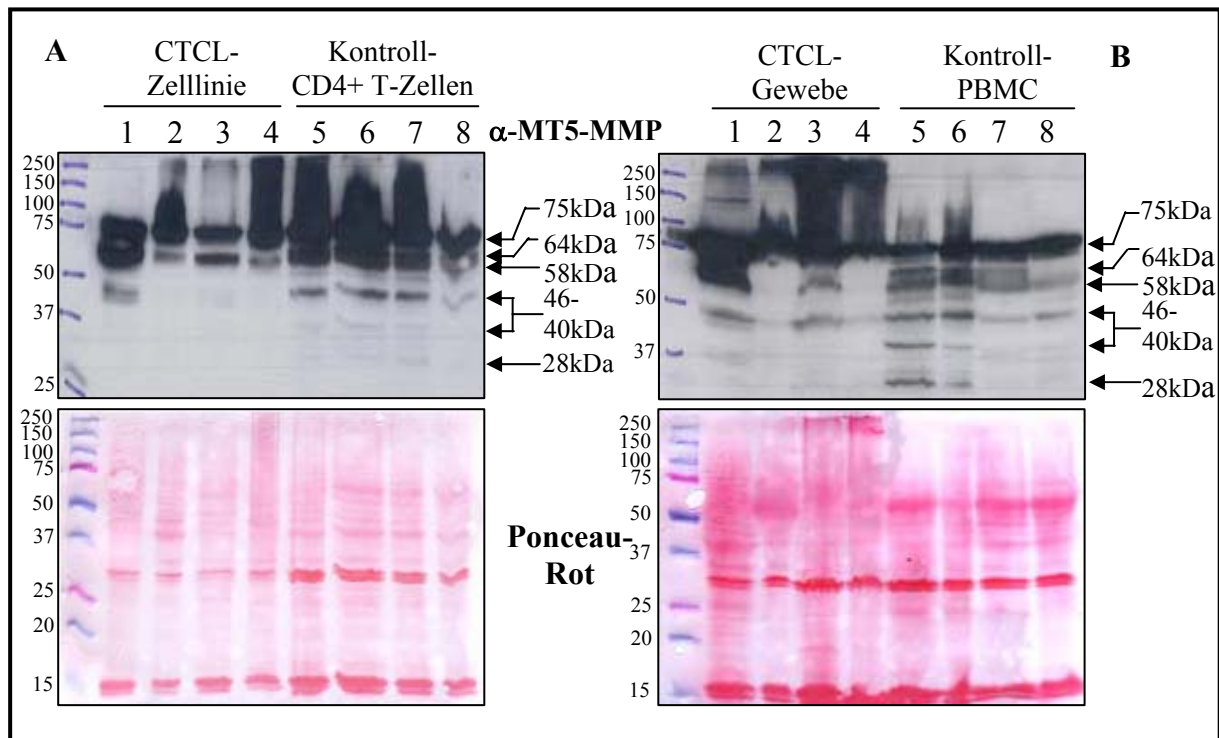 A
CTCL-
Zelllinie
Kontroll-
CD4+ T-Zellen
CTCL-
Gewebe
Kontroll-
PBMC
B
1 2 3 4 5 6 7 8
α-MT5-MMP
1 2 3 4 5 6 7 8
250
150
100
75
50
37
25
75kDa
64kDa
58kDa
46-
40kDa
28kDa
250
150
100
75
50
37
75kDa
64kDa
58kDa
46-
40kDa
28kDa
250
150
100
75
50
37
25
20
15
Ponceau-
Rot
250
150
100
75
50
37
25
20
15